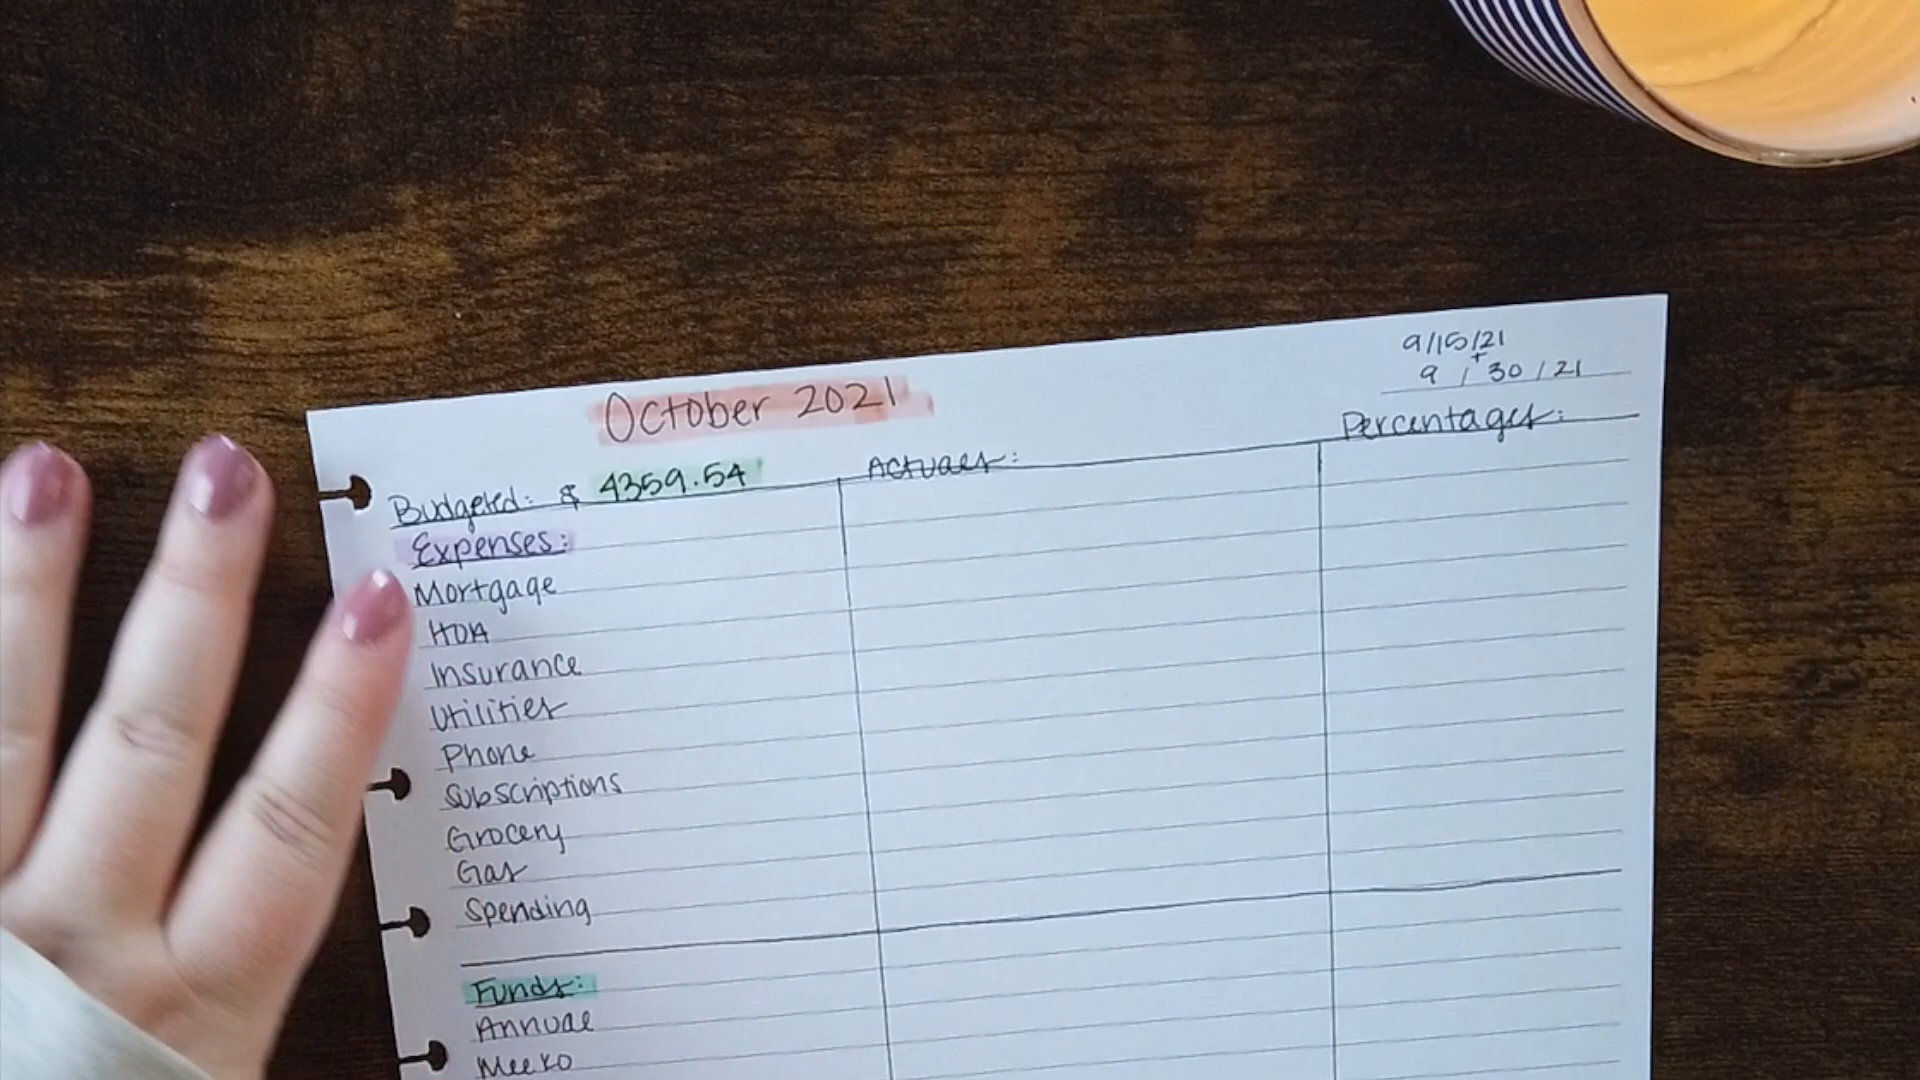 9/15/21
+
9 / 30 / 21
October 2021
Budgeted: $ 4359.54 Actuals: Percentages:
Expenses:
Mortgage
HOA
Insurance
Utilities
Phone
Subscriptions
Grocery
Gas
Spending
Funds:
Annual
Meeko